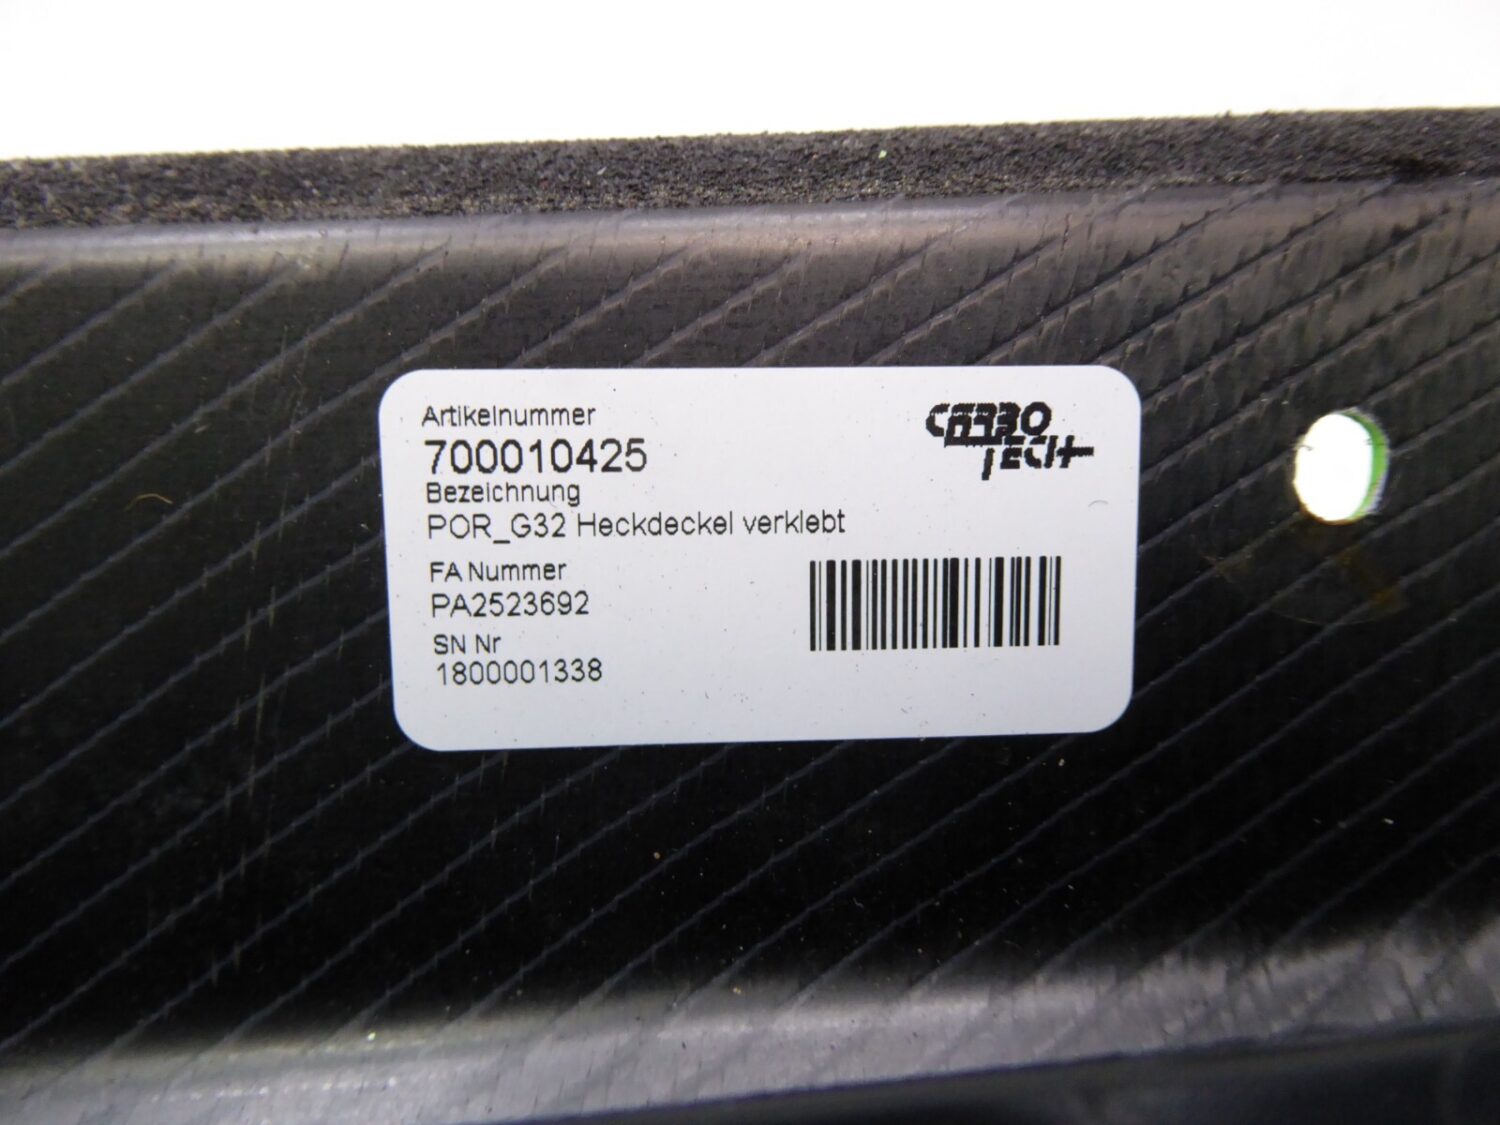 Artikelnummer
700010425
Bezeichnung
POR_G32 Heckdeckel verklebt
FA Nummer
PA2523692
SN Nr
1800001338
CARBO
TECH